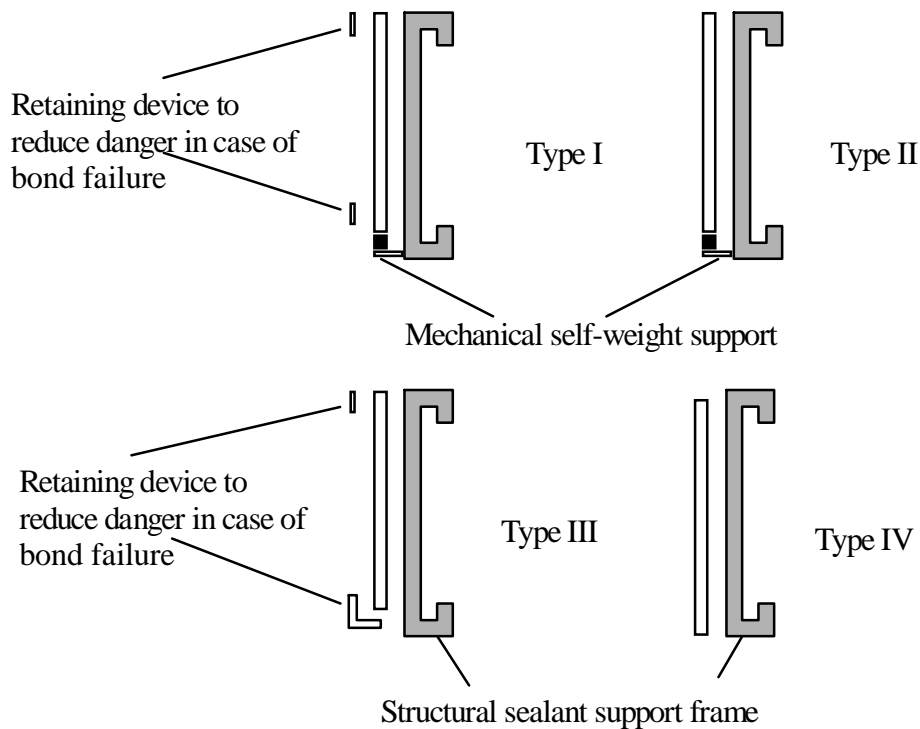 Retaining device to
reduce danger in case of
bond failure
Type I
Type II
Mechanical self-weight support
Retaining device to
reduce danger in case of
bond failure
Type III
Type IV
Structural sealant support frame